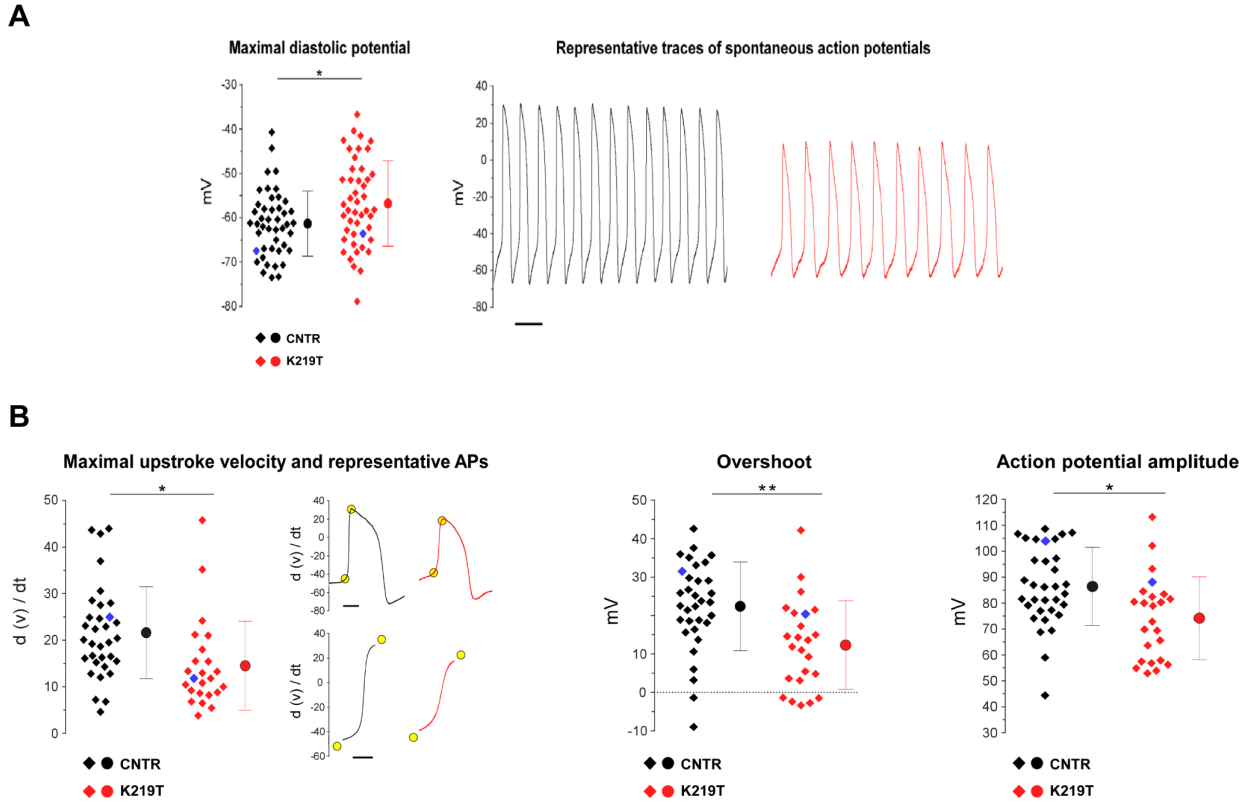 A
Maximal diastolic potential
Representative traces of spontaneous action potentials
*
-30
-40
-50
-60
-70
-80
mV
40
20
0
-20
-40
-60
-80
mV
CNTR
K219T
B
Maximal upstroke velocity and representative APs
Overshoot
Action potential amplitude
*
50
40
30
20
10
0
d (v) / dt
CNTR
K219T
40
20
0
-20
-40
-60
-80
d (v) / dt
40
20
0
-20
-40
-60
d (v) / dt
**
50
40
30
20
10
0
-10
mV
CNTR
K219T
*
120
110
100
90
80
70
60
50
40
30
mV
CNTR
K219T